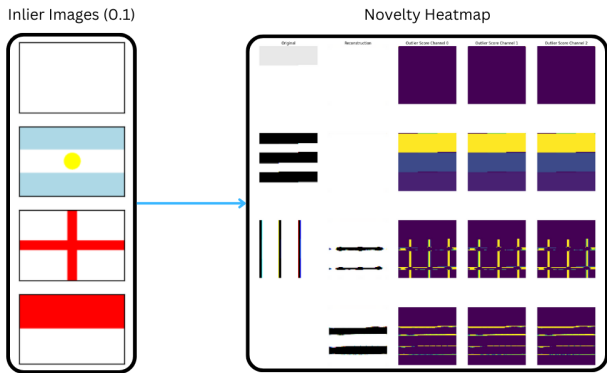 Inlier Images (0.1)
Novelty Heatmap
Original Reconstruction Outlier Score Channel 0 Outlier Score Channel 1 Outlier Score Channel 2